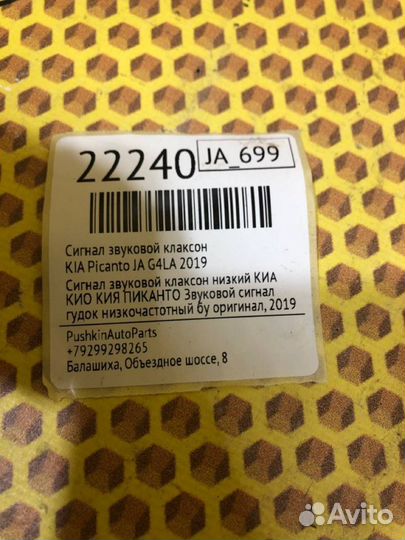 22240 JA_699
Сигнал звуковой клаксон
KIA Picanto JA G4LA 2019
Сигнал звуковой клаксон низкий КИА
КИО КИЯ ПИКАНТО Звуковой сигнал
гудок низкочастотный бу оригинал, 2019
PushkinAutoParts
+79299298265
Балашиха, Объездное шоссе, 8
Avito